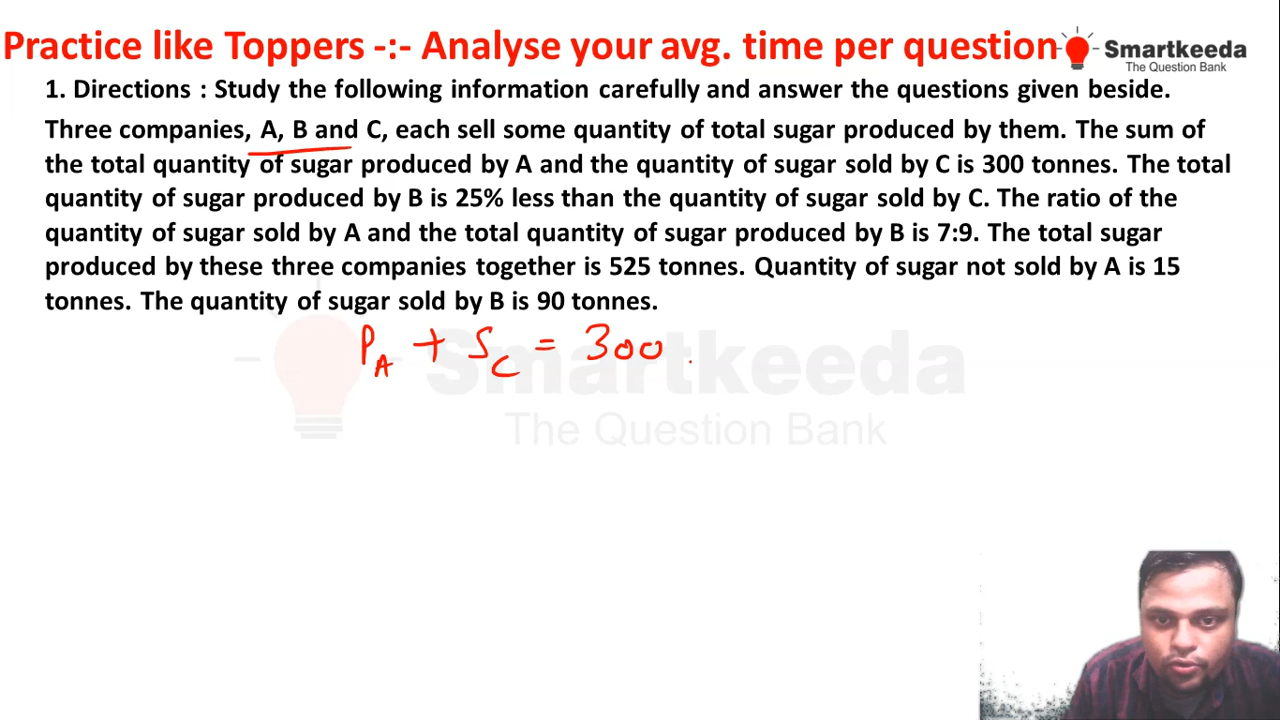 Practice like Toppers -:- Analyse your avg. time per question
Smartkeeda
The Question Bank
1. Directions : Study the following information carefully and answer the questions given beside.
Three companies, A, B and C, each sell some quantity of total sugar produced by them. The sum of
the total quantity of sugar produced by A and the quantity of sugar sold by C is 300 tonnes. The total
quantity of sugar produced by B is 25% less than the quantity of sugar sold by C. The ratio of the
quantity of sugar sold by A and the total quantity of sugar produced by B is 7:9. The total sugar
produced by these three companies together is 525 tonnes. Quantity of sugar not sold by A is 15
tonnes. The quantity of sugar sold by B is 90 tonnes.
P_A + S_C = 300
Smartkeeda
The Question Bank